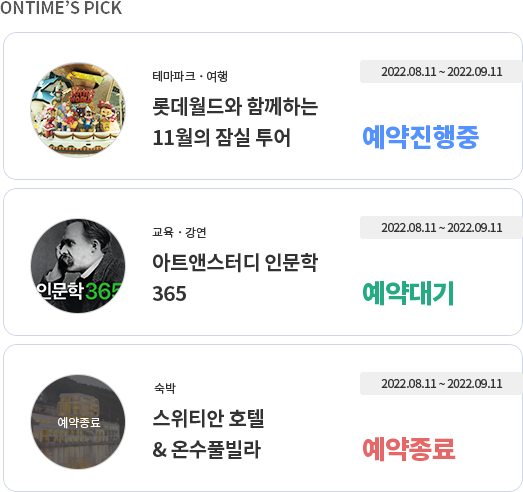 ONTIME'S PICK
테마파크 · 여행
2022.08.11 ~ 2022.09.11
롯데월드와 함께하는
11월의 잠실 투어
예약진행중
교육 · 강연
2022.08.11 ~ 2022.09.11
아트앤스터디 인문학
365
예약대기
인문학 365
숙박
2022.08.11 ~ 2022.09.11
스위티안 호텔
& 온수풀빌라
예약종료
예약종료